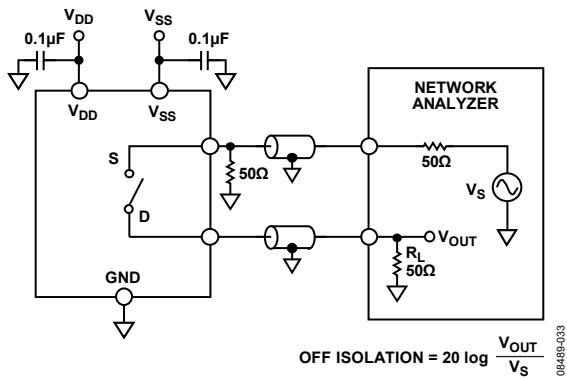 VDD
VSS
0.1µF
0.1µF
VDD
VSS
NETWORK
ANALYZER
S
50Ω
50Ω
VS
D
VOUT
RL
50Ω
GND
OFF ISOLATION = 20 log VOUT
VS
08489-033